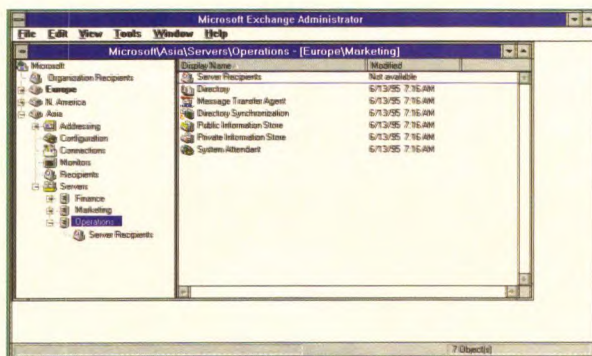 Microsoft Exchange Administrator
File Edit View Tools Window Help
Microsoft\Asia\Servers\Operations - [Europe\Marketing]
Microsoft
Organization Recipients
Europe
N. America
Asia
Addressing
Configuration
Connections
Monitors
Recipients
Servers
Finance
Marketing
Operations
Server Recipients
Display Name Modified
Server Recipients Not available
Directory 6/13/95 7:16 AM
Message Transfer Agent 6/13/95 7:16 AM
Directory Synchronization 6/13/95 7:16 AM
Public Information Store 6/13/95 7:16 AM
Private Information Store 6/13/95 7:16 AM
System Attendant 6/13/95 7:16 AM
7 Object(s)